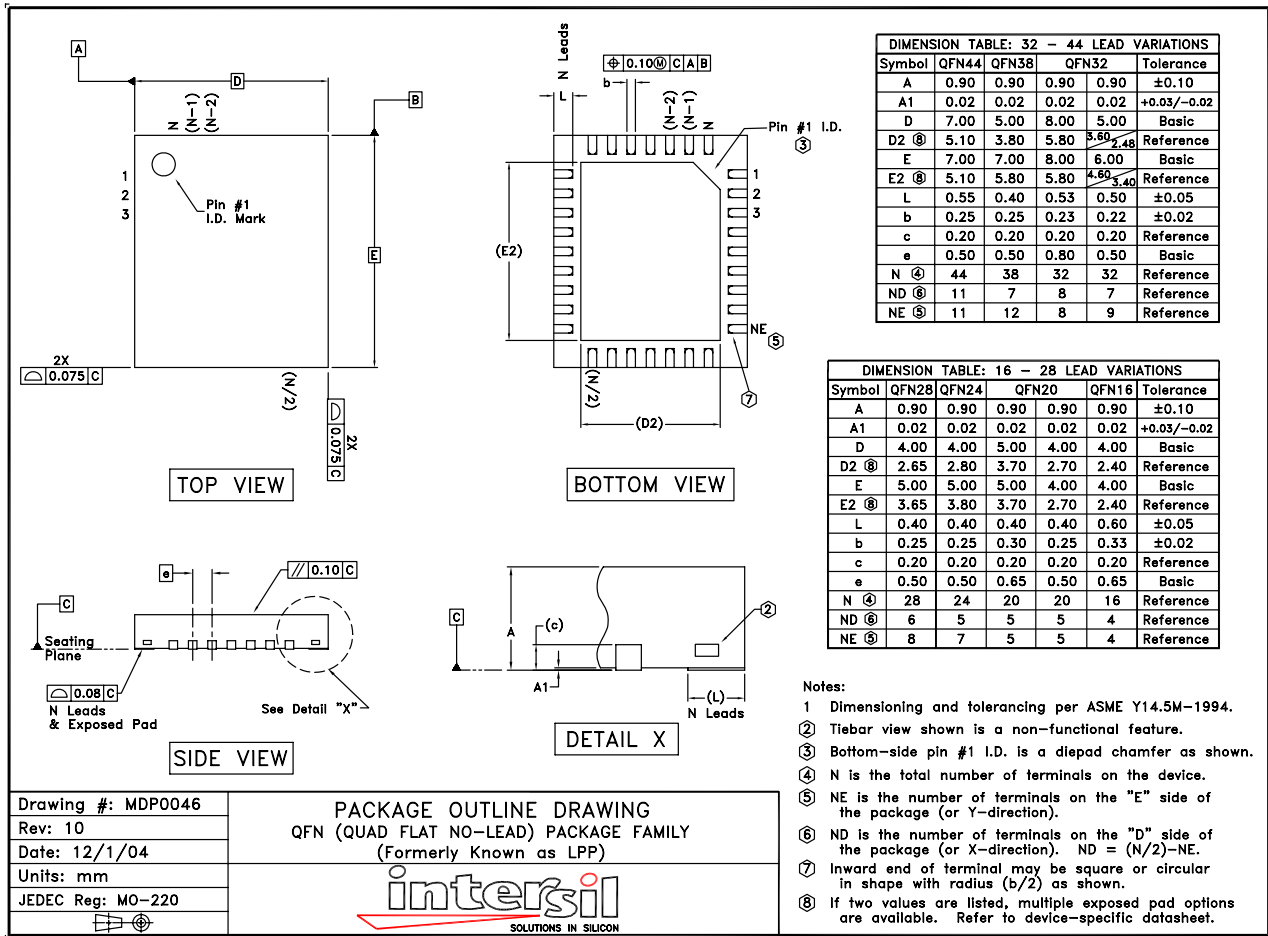 A
D
B
N
(N-1)
(N-2)
1
2
3
Pin #1
I.D. Mark
E
2X
0.075 C
(N/2)
2X
0.075 C
TOP VIEW
N Leads
L
⌖ 0.10Ⓜ C A B
b
(N-2)
(N-1)
N
Pin #1 I.D.
3
1
2
3
(E2)
NE
5
7
(N/2)
(D2)
BOTTOM VIEW
e
// 0.10 C
C
Seating
Plane
0.08 C
N Leads
& Exposed Pad
See Detail "X"
SIDE VIEW
C
A
(c)
2
A1
(L)
N Leads
DETAIL X
DIMENSION TABLE: 32 - 44 LEAD VARIATIONS
Symbol QFN44 QFN38 QFN32 Tolerance
A 0.90 0.90 0.90 0.90 ±0.10
A1 0.02 0.02 0.02 0.02 +0.03/-0.02
D 7.00 5.00 8.00 5.00 Basic
D2 ⑧ 5.10 3.80 5.80 3.60/2.48 Reference
E 7.00 7.00 8.00 6.00 Basic
E2 ⑧ 5.10 5.80 5.80 4.60/3.40 Reference
L 0.55 0.40 0.53 0.50 ±0.05
b 0.25 0.25 0.23 0.22 ±0.02
c 0.20 0.20 0.20 0.20 Reference
e 0.50 0.50 0.80 0.50 Basic
N ④ 44 38 32 32 Reference
ND ⑥ 11 7 8 7 Reference
NE ⑤ 11 12 8 9 Reference
DIMENSION TABLE: 16 - 28 LEAD VARIATIONS
Symbol QFN28 QFN24 QFN20 QFN16 Tolerance
A 0.90 0.90 0.90 0.90 0.90 ±0.10
A1 0.02 0.02 0.02 0.02 0.02 +0.03/-0.02
D 4.00 4.00 5.00 4.00 4.00 Basic
D2 ⑧ 2.65 2.80 3.70 2.70 2.40 Reference
E 5.00 5.00 5.00 4.00 4.00 Basic
E2 ⑧ 3.65 3.80 3.70 2.70 2.40 Reference
L 0.40 0.40 0.40 0.40 0.60 ±0.05
b 0.25 0.25 0.30 0.25 0.33 ±0.02
c 0.20 0.20 0.20 0.20 0.20 Reference
e 0.50 0.50 0.65 0.50 0.65 Basic
N ④ 28 24 20 20 16 Reference
ND ⑥ 6 5 5 5 4 Reference
NE ⑤ 8 7 5 5 4 Reference
Notes:
1 Dimensioning and tolerancing per ASME Y14.5M-1994.
② Tiebar view shown is a non-functional feature.
③ Bottom-side pin #1 I.D. is a diepad chamfer as shown.
④ N is the total number of terminals on the device.
⑤ NE is the number of terminals on the "E" side of
the package (or Y-direction).
⑥ ND is the number of terminals on the "D" side of
the package (or X-direction). ND = (N/2)-NE.
⑦ Inward end of terminal may be square or circular
in shape with radius (b/2) as shown.
⑧ If two values are listed, multiple exposed pad options
are available. Refer to device-specific datasheet.
Drawing #: MDP0046
Rev: 10
Date: 12/1/04
Units: mm
JEDEC Reg: MO-220
PACKAGE OUTLINE DRAWING
QFN (QUAD FLAT NO-LEAD) PACKAGE FAMILY
(Formerly Known as LPP)
intersil
SOLUTIONS IN SILICON